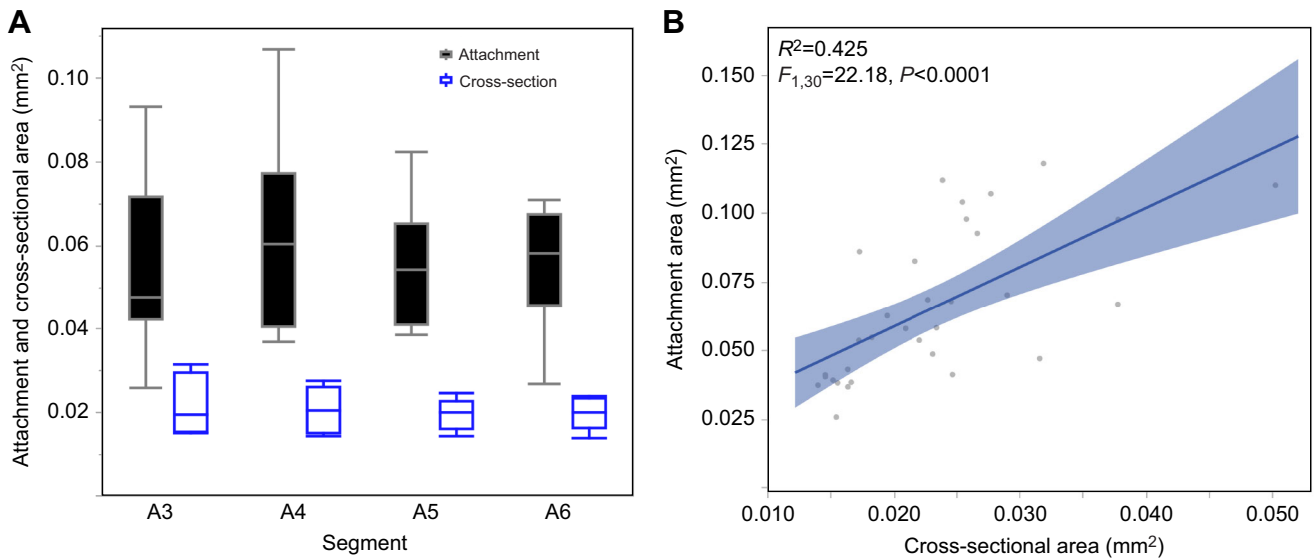 A
Attachment and cross-sectional area (mm²)
0.10
0.08
0.06
0.04
0.02
Attachment
Cross-section
A3 A4 A5 A6
Segment
B
R²=0.425
F1,30=22.18, P<0.0001
Attachment area (mm²)
0.150
0.125
0.100
0.075
0.050
0.025
0.010 0.020 0.030 0.040 0.050
Cross-sectional area (mm²)